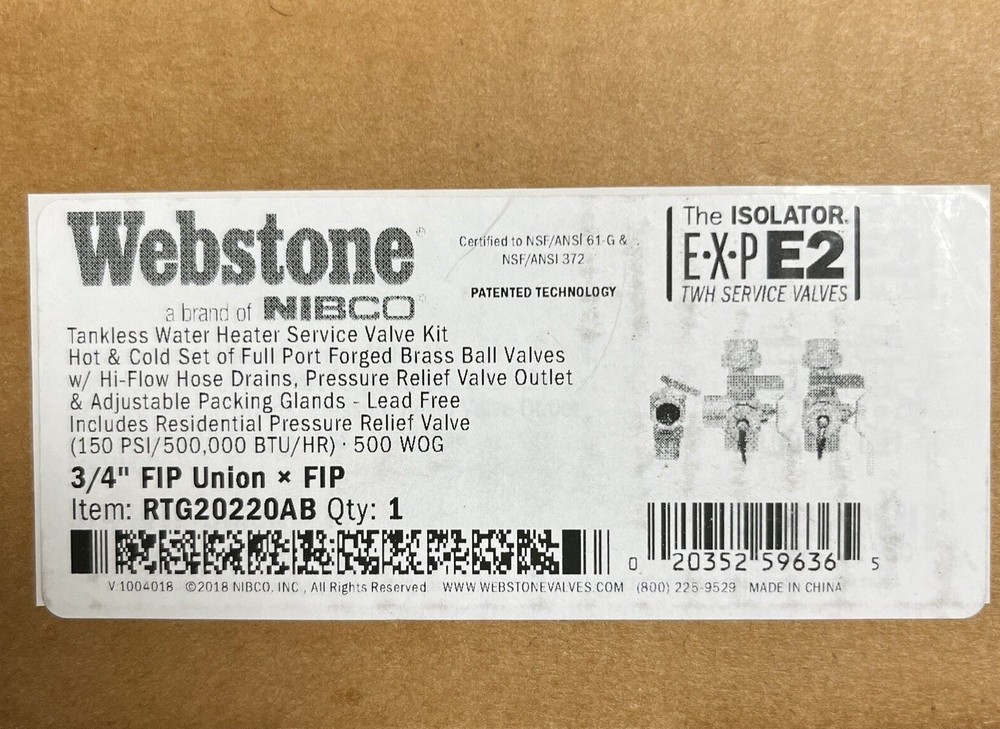 Webstone®
a brand of NIBCO®
Certified to NSF/ANSI 61-G &
NSF/ANSI 372
PATENTED TECHNOLOGY
The ISOLATOR®
E·X·P E2
TWH SERVICE VALVES
Tankless Water Heater Service Valve Kit
Hot & Cold Set of Full Port Forged Brass Ball Valves
w/ Hi-Flow Hose Drains, Pressure Relief Valve Outlet
& Adjustable Packing Glands - Lead Free
Includes Residential Pressure Relief Valve
(150 PSI/500,000 BTU/HR) · 500 WOG
3/4" FIP Union × FIP
Item: RTG20220AB Qty: 1
0 20352 59636 5
V.1004018 ©2018 NIBCO, INC., All Rights Reserved WWW.WEBSTONEVALVES.COM (800) 225-9529 MADE IN CHINA